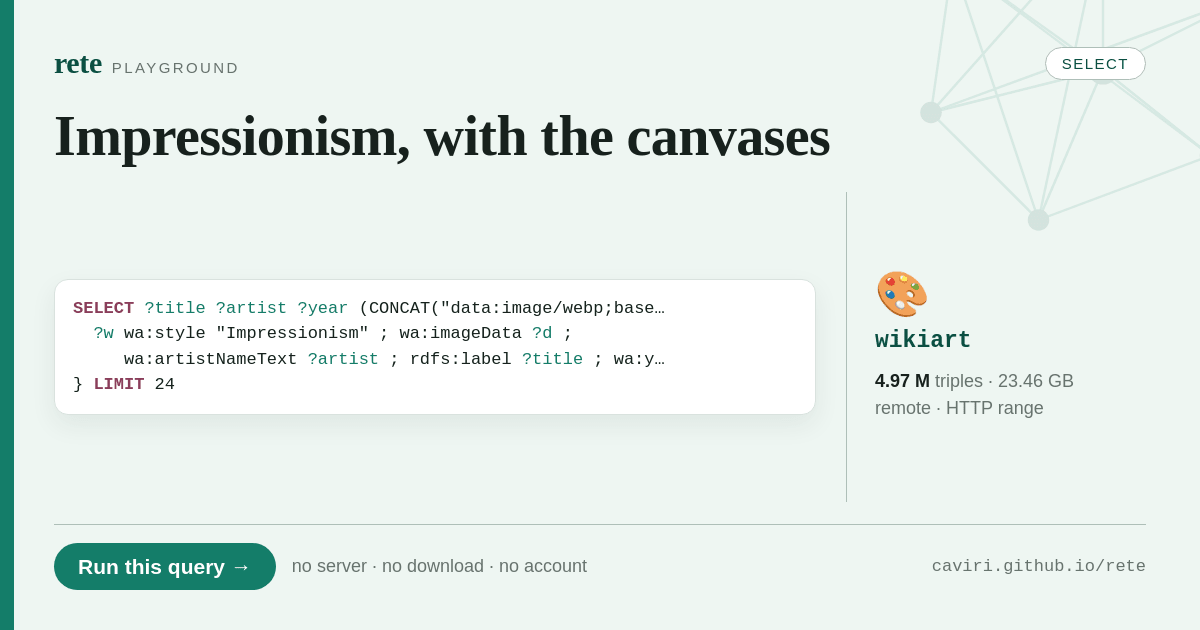 rete PLAYGROUND
SELECT
Impressionism, with the canvases
SELECT ?title ?artist ?year (CONCAT("data:image/webp;base…
?w wa:style "Impressionism" ; wa:imageData ?d ;
wa:artistNameText ?artist ; rdfs:label ?title ; wa:y…
} LIMIT 24
wikiart
4.97 M triples · 23.46 GB
remote · HTTP range
Run this query →
no server · no download · no account
caviri.github.io/rete